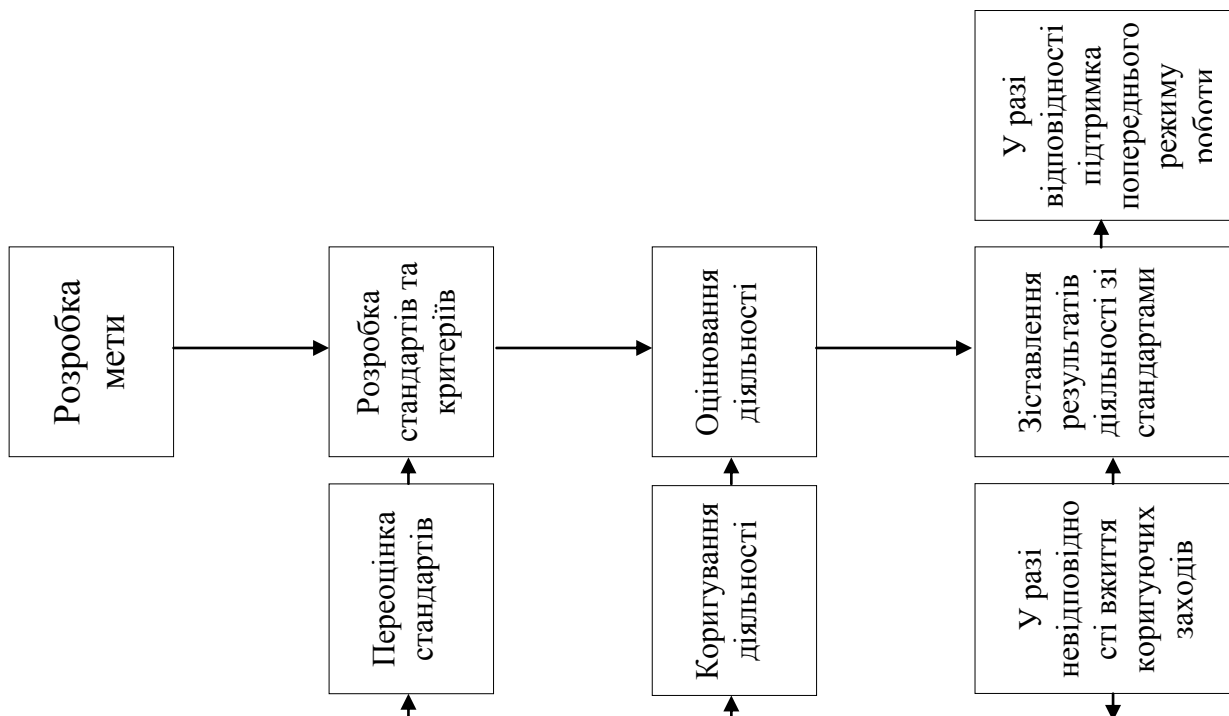 Розробка
мети
Розробка
стандартів та
критеріїв
Оцінювання
діяльності
Зіставлення
результатів
діяльності зі
стандартами
У разі
відповідності
підтримка
попереднього
режиму
роботи
Переоцінка
стандартів
Коригування
діяльності
У разі
невідповідно
сті вжиття
коригуючих
заходів